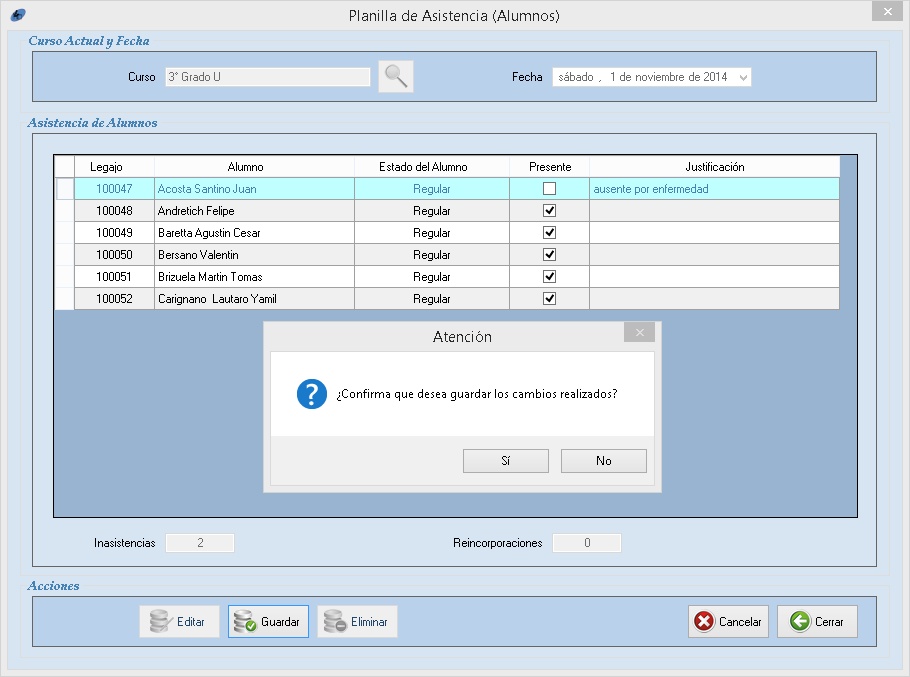 Planilla de Asistencia (Alumnos)
Curso Actual y Fecha
Curso 3° Grado U Fecha sábado , 1 de noviembre de 2014
Asistencia de Alumnos
Legajo Alumno Estado del Alumno Presente Justificación
100047 Acosta Santino Juan Regular ausente por enfermedad
100048 Andretich Felipe Regular
100049 Baretta Agustin Cesar Regular
100050 Bersano Valentin Regular
100051 Brizuela Martin Tomas Regular
100052 Carignano Lautaro Yamil Regular
Atención
¿Confirma que desea guardar los cambios realizados?
Sí No
Inasistencias 2 Reincorporaciones 0
Acciones
Editar Guardar Eliminar Cancelar Cerrar